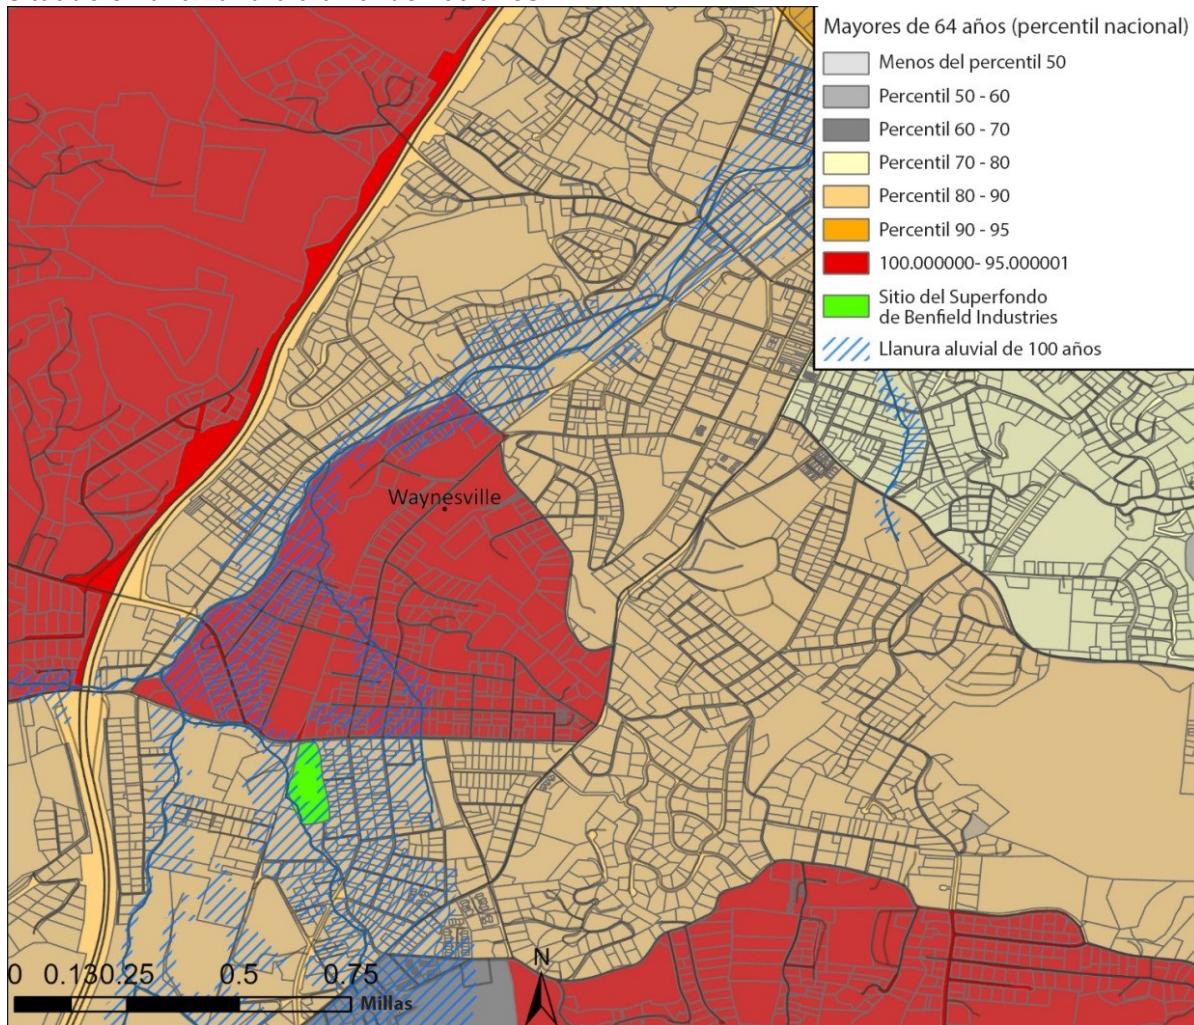 Mayores de 64 años (percentil nacional)
Menos del percentil 50
Percentil 50 - 60
Percentil 60 - 70
Percentil 70 - 80
Percentil 80 - 90
Percentil 90 - 95
100.000000- 95.000001
Sitio del Superfondo
de Benfield Industries
Llanura aluvial de 100 años
Waynesville
N
0 0.130.25 0.5 0.75
Millas